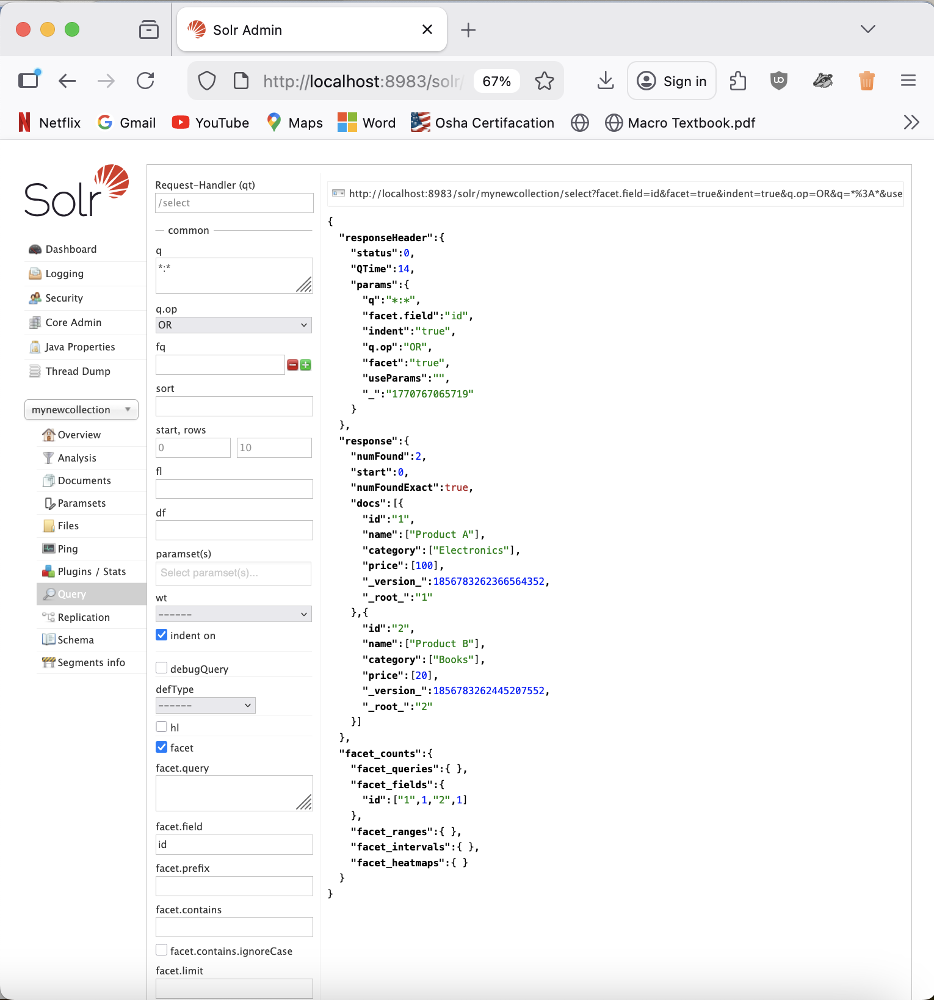 Solr Admin
http://localhost:8983/solr/
67%
Sign in
Netflix
Gmail
YouTube
Maps
Word
Osha Certifacation
Macro Textbook.pdf
Solr
Dashboard
Logging
Security
Core Admin
Java Properties
Thread Dump
mynewcollection
Overview
Analysis
Documents
Paramsets
Files
Ping
Plugins / Stats
Query
Replication
Schema
Segments info
Request-Handler (qt)
/select
common
q
*:*
q.op
OR
fq
sort
start, rows
0
10
fl
df
paramset(s)
Select paramset(s)...
wt
------
indent on
debugQuery
defType
------
hl
facet
facet.query
facet.field
id
facet.prefix
facet.contains
facet.contains.ignoreCase
facet.limit
http://localhost:8983/solr/mynewcollection/select?facet.field=id&facet=true&indent=true&q.op=OR&q=*%3A*&use
{
"responseHeader":{
"status":0,
"QTime":14,
"params":{
"q":"*:*",
"facet.field":"id",
"indent":"true",
"q.op":"OR",
"facet":"true",
"useParams":"",
"_":"1770767065719"
}
},
"response":{
"numFound":2,
"start":0,
"numFoundExact":true,
"docs":[{
"id":"1",
"name":["Product A"],
"category":["Electronics"],
"price":[100],
"_version_":1856783262366564352,
"_root_":"1"
},{
"id":"2",
"name":["Product B"],
"category":["Books"],
"price":[20],
"_version_":1856783262445207552,
"_root_":"2"
}]
},
"facet_counts":{
"facet_queries":{ },
"facet_fields":{
"id":["1",1,"2",1]
},
"facet_ranges":{ },
"facet_intervals":{ },
"facet_heatmaps":{ }
}
}